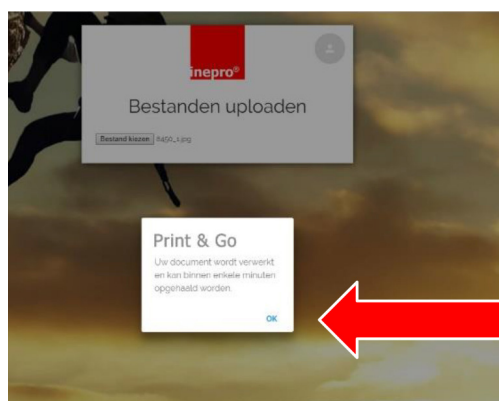 inepro®
Bestanden uploaden
Bestand kiezen 6450_1.jpg
Print & Go
Uw document wordt verwerkt
en kan binnen enkele minuten
opgehaald worden.
OK